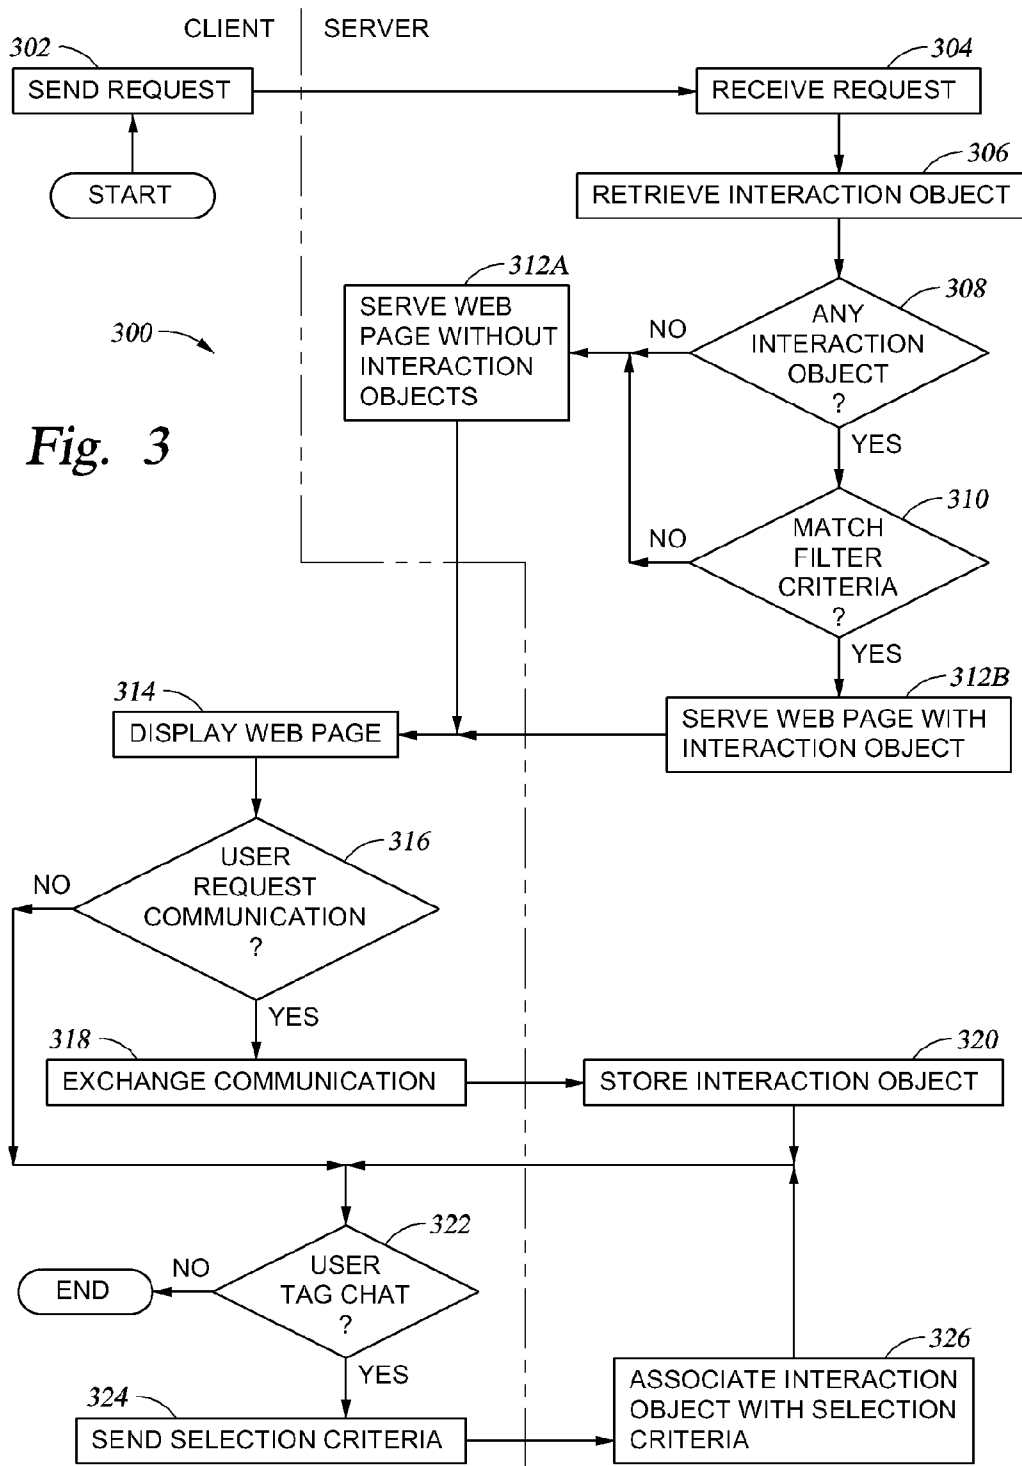 CLIENT SERVER
302
SEND REQUEST
304
RECEIVE REQUEST
START
306
RETRIEVE INTERACTION OBJECT
312A
SERVE WEB
PAGE WITHOUT
INTERACTION
OBJECTS
308
ANY
INTERACTION
OBJECT
?
NO
YES
300
Fig. 3
310
MATCH
FILTER
CRITERIA
?
NO
YES
312B
SERVE WEB PAGE WITH
INTERACTION OBJECT
314
DISPLAY WEB PAGE
316
USER
REQUEST
COMMUNICATION
?
NO
YES
318
EXCHANGE COMMUNICATION
320
STORE INTERACTION OBJECT
322
USER
TAG CHAT
?
NO
END
YES
324
SEND SELECTION CRITERIA
326
ASSOCIATE INTERACTION
OBJECT WITH SELECTION
CRITERIA